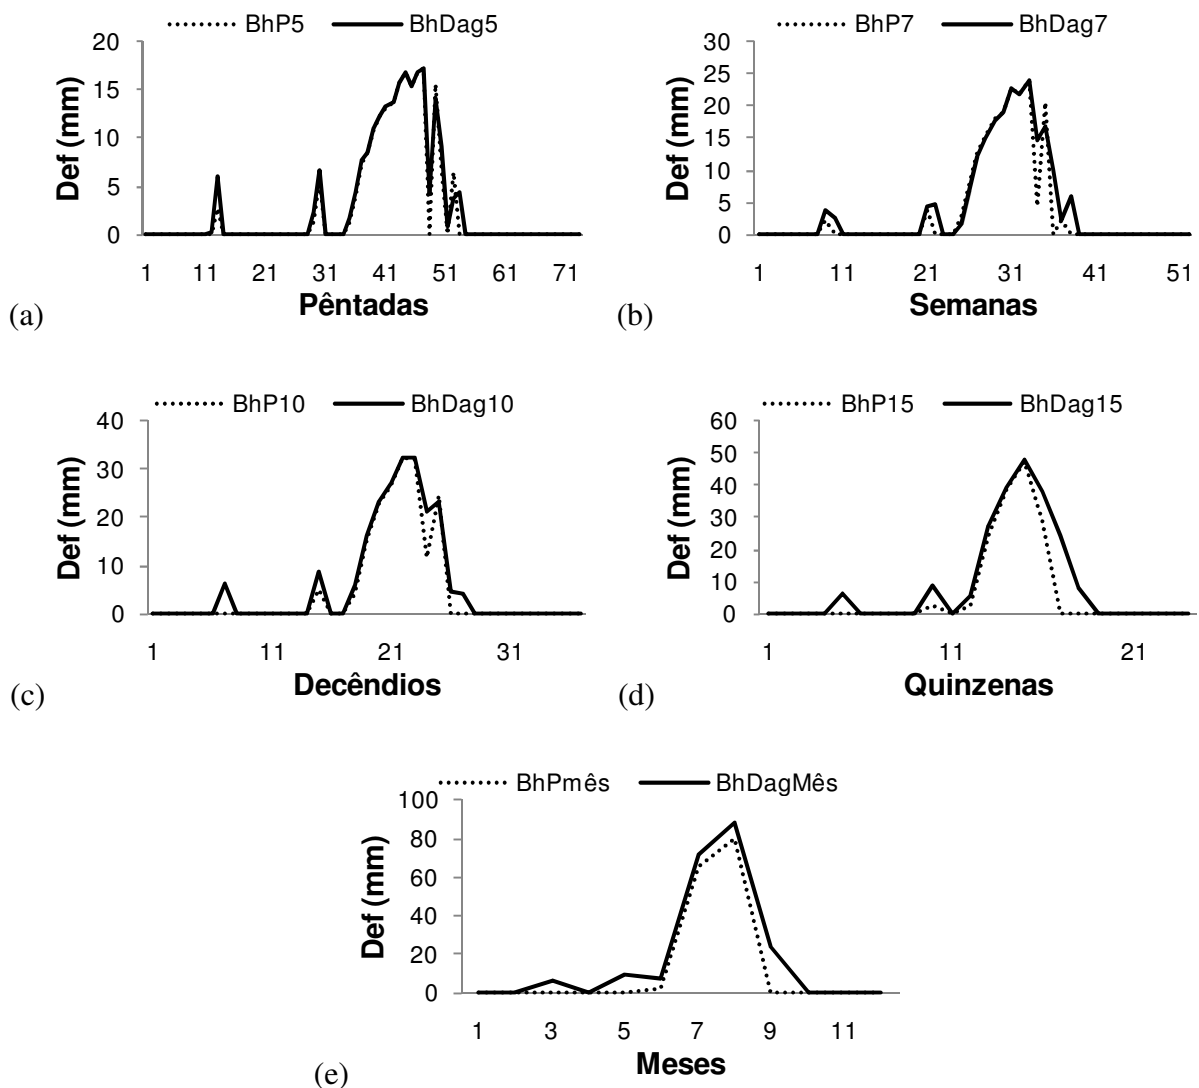 BhP5 BhDag5
Def (mm)
20
15
10
5
0
1 11 21 31 41 51 61 71
Pêntadas
(a)
BhP7 BhDag7
Def (mm)
30
25
20
15
10
5
0
1 11 21 31 41 51
Semanas
(b)
BhP10 BhDag10
Def (mm)
40
30
20
10
0
1 11 21 31
Decêndios
(c)
BhP15 BhDag15
Def (mm)
60
50
40
30
20
10
0
1 11 21
Quinzenas
(d)
BhPmês BhDagMês
Def (mm)
100
80
60
40
20
0
1 3 5 7 9 11
Meses
(e)